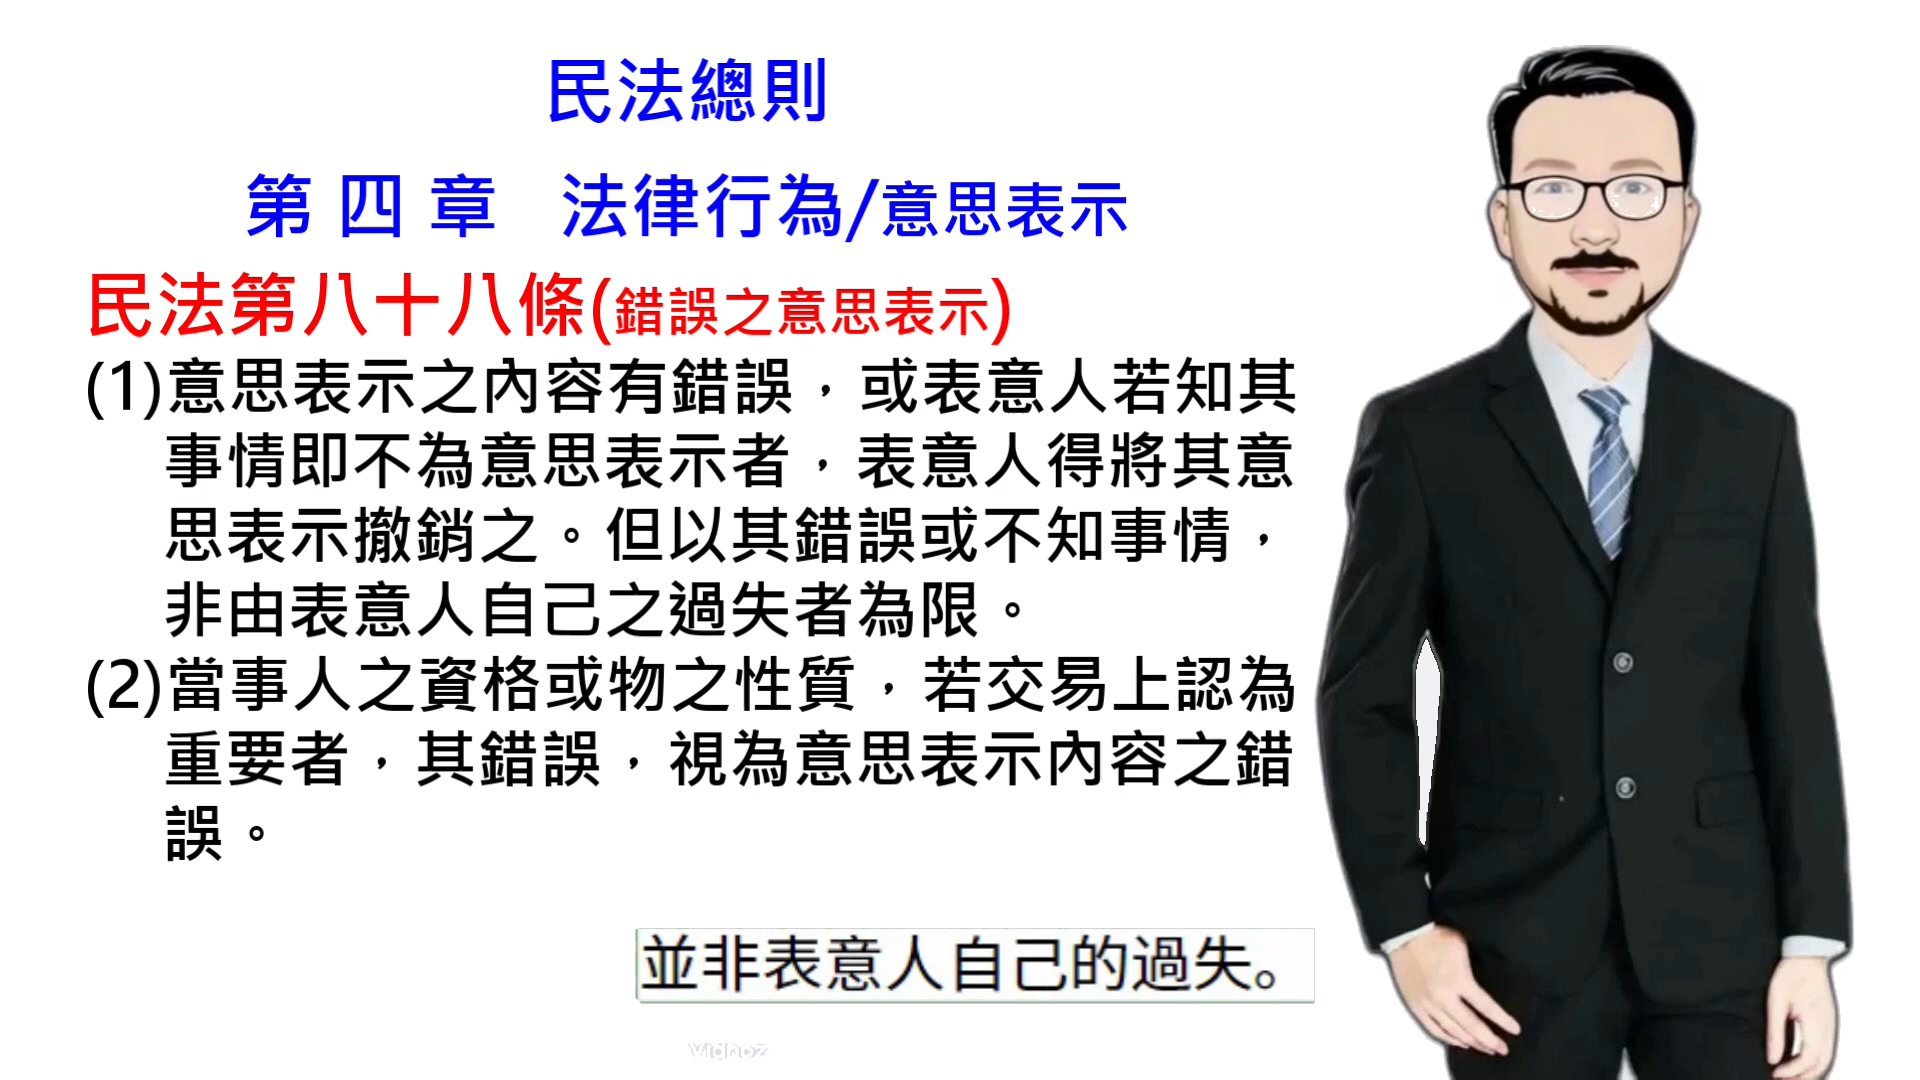 民法總則
第四章 法律行為/意思表示
民法第八十八條(錯誤之意思表示)
(1)意思表示之內容有錯誤，或表意人若知其
事情即不為意思表示者，表意人得將其意
思表示撤銷之。但以其錯誤或不知事情，
非由表意人自己之過失者為限。
(2)當事人之資格或物之性質，若交易上認為
重要者，其錯誤，視為意思表示內容之錯
誤。
並非表意人自己的過失。
Vidnoz